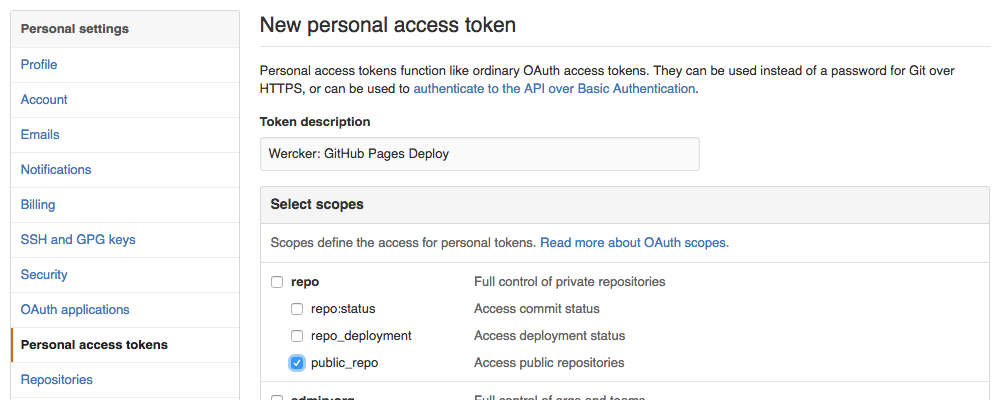 Personal settings
Profile
Account
Emails
Notifications
Billing
SSH and GPG keys
Security
OAuth applications
Personal access tokens
Repositories
New personal access token
Personal access tokens function like ordinary OAuth access tokens. They can be used instead of a password for Git over
HTTPS, or can be used to authenticate to the API over Basic Authentication.
Token description
Wercker: GitHub Pages Deploy
Select scopes
Scopes define the access for personal tokens. Read more about OAuth scopes.
repo Full control of private repositories
repo:status Access commit status
repo_deployment Access deployment status
public_repo Access public repositories
admin:org Full control of orgs and teams